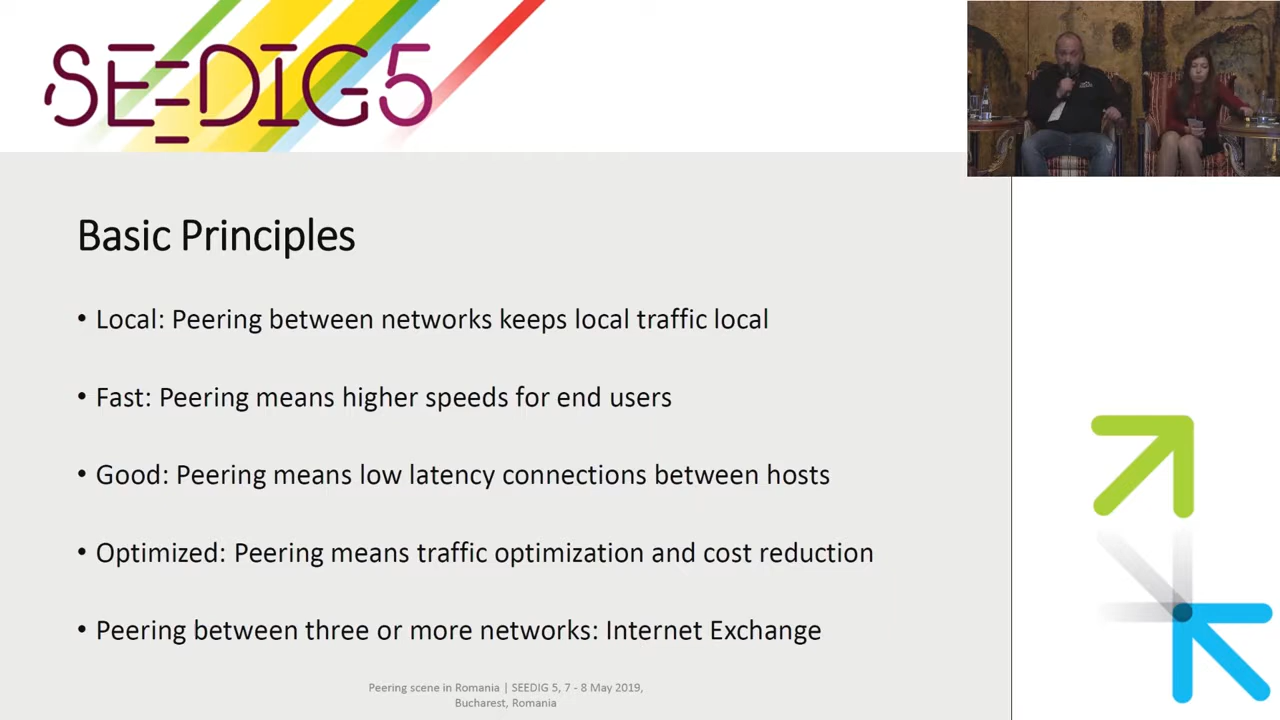 SEEDIG5
Basic Principles
• Local: Peering between networks keeps local traffic local
• Fast: Peering means higher speeds for end users
• Good: Peering means low latency connections between hosts
• Optimized: Peering means traffic optimization and cost reduction
• Peering between three or more networks: Internet Exchange
Peering scene in Romania | SEEDIG 5, 7 - 8 May 2019,
Bucharest, Romania